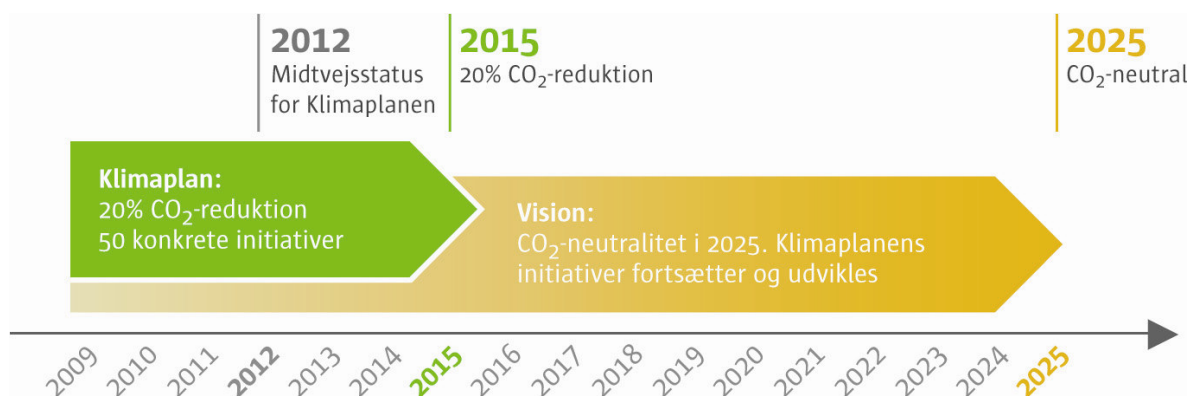 2012
Midtvejsstatus
for Klimaplanen
2015
20% CO₂-reduktion
2025
CO₂-neutral
Klimaplan:
20% CO₂-reduktion
50 konkrete initiativer
Vision:
CO₂-neutralitet i 2025. Klimaplanens
initiativer fortsætter og udvikles
2009 2010 2011 2012 2013 2014 2015 2016 2017 2018 2019 2020 2021 2022 2023 2024 2025